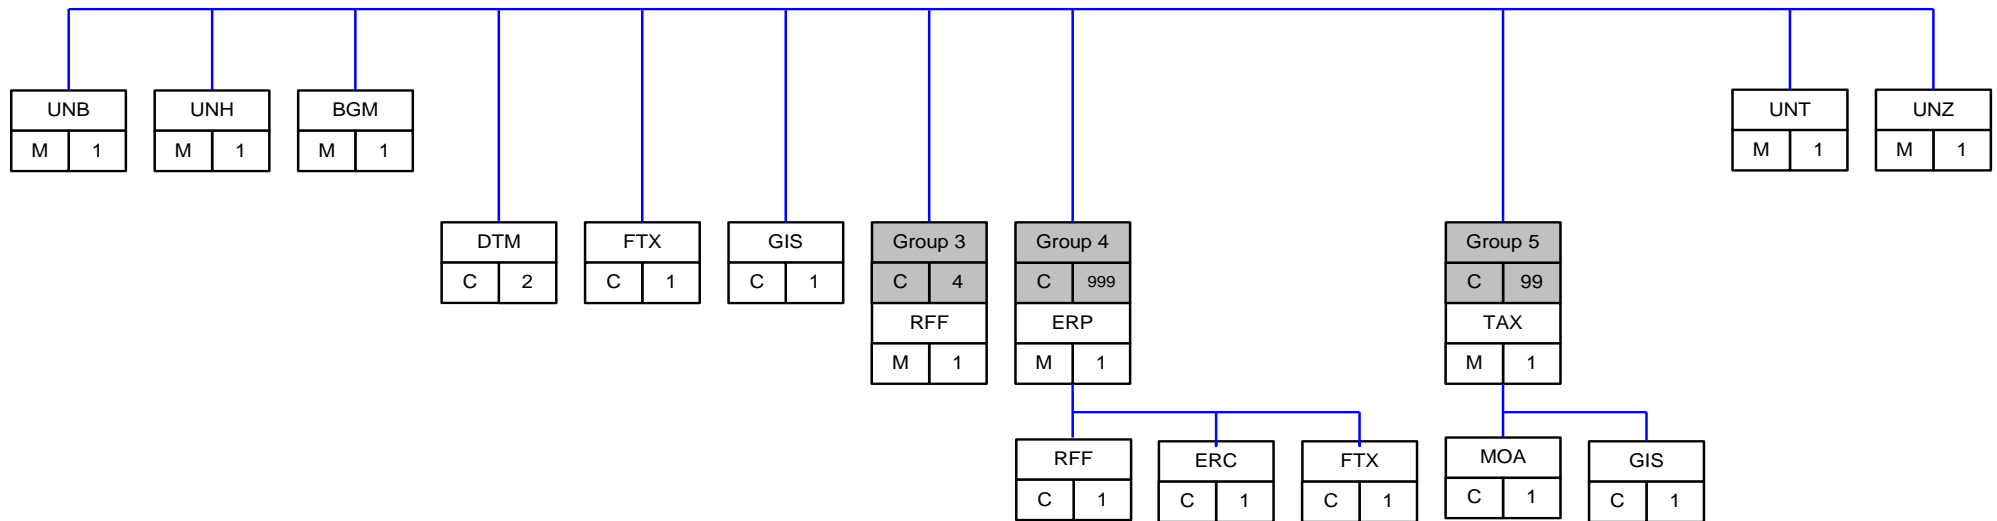 UNB UNH BGM UNT UNZ
M 1 M 1 M 1 M 1 M 1
DTM FTX GIS Group 3 Group 4 Group 5
C 2 C 1 C 1 C 4 C 999 C 99
RFF ERP TAX
M 1 M 1 M 1
RFF ERC FTX MOA GIS
C 1 C 1 C 1 C 1 C 1